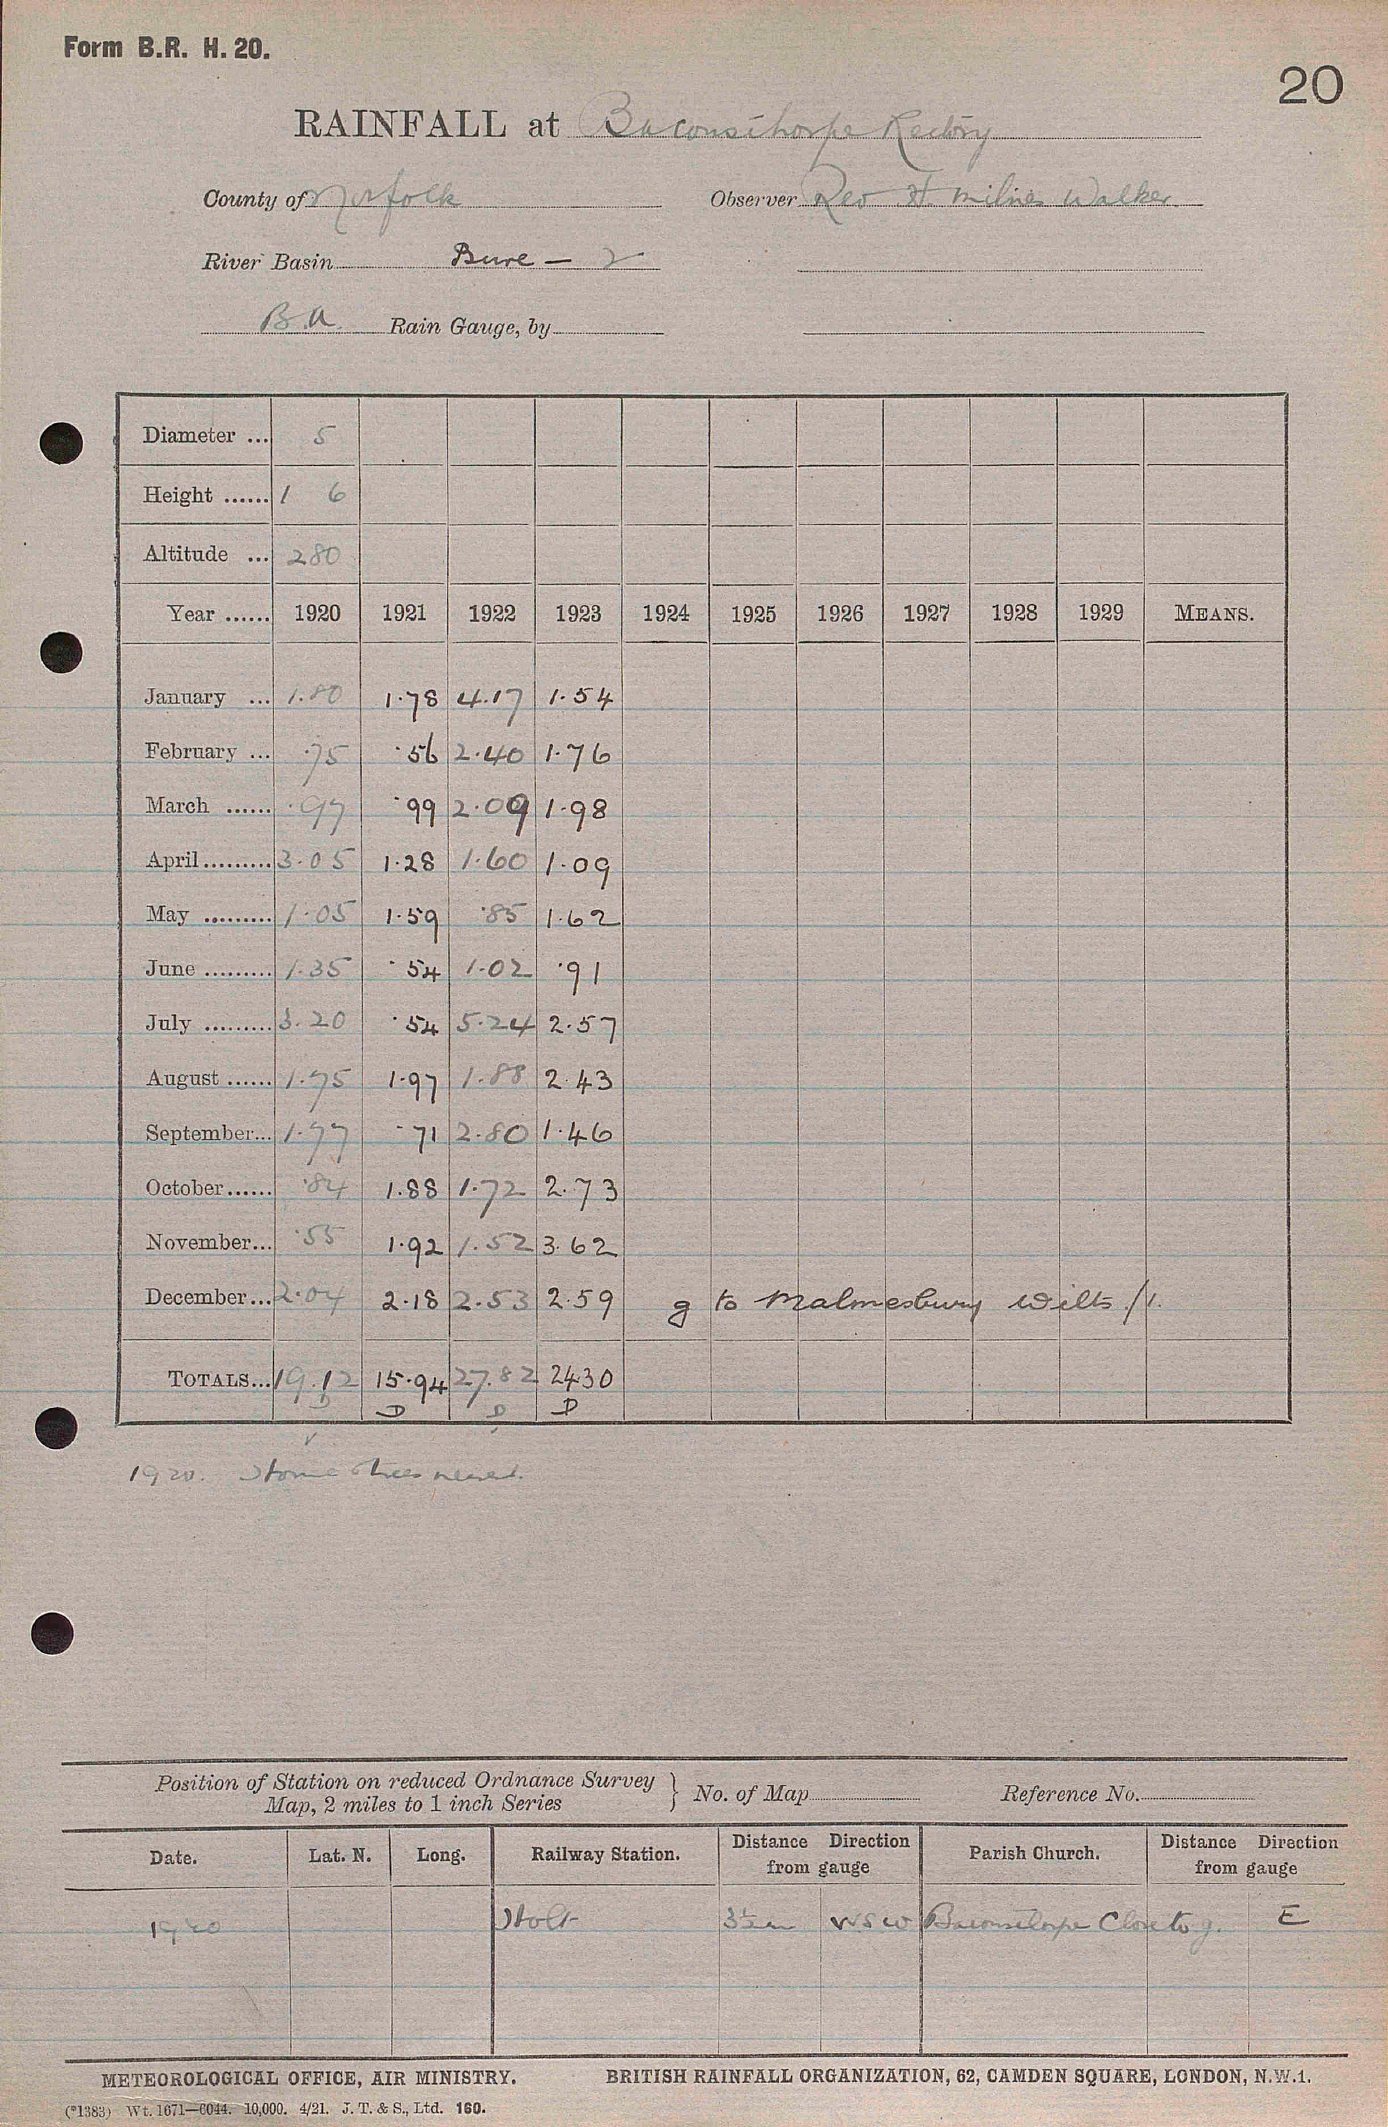 Form B.R. H. 20.
20
RAINFALL at Baconsthorpe Rectory
County of Norfolk Observer Rev H Milnes Walker
River Basin Bure — 2
B.A. Rain Gauge, by
Diameter ... 5
Height ...... 1 6
Altitude ... 280
Year ...... 1920 1921 1922 1923 1924 1925 1926 1927 1928 1929 MEANS.
January ... 1.80 1.78 4.17 1.54
February ... .75 .56 2.40 1.76
March ...... .97 .99 2.09 1.98
April ......... 3.05 1.28 1.60 1.09
May ......... 1.05 1.59 .85 1.62
June ......... 1.35 .54 1.02 .91
July ......... 3.20 .54 5.24 2.57
August ...... 1.75 1.97 1.88 2.43
September... 1.77 .71 2.80 1.46
October...... .84 1.88 1.72 2.73
November... .55 1.92 1.52 3.62
December... 2.04 2.18 2.53 2.59 g to Malmesbury Wilts /1.
TOTALS... 19.12 15.94 27.82 2430
D D D D
1920. Some trees near.
Position of Station on reduced Ordnance Survey } No. of Map Reference No.
Map, 2 miles to 1 inch Series
Date. Lat. N. Long. Railway Station. Distance Direction from gauge Parish Church. Distance Direction from gauge
1920 Holt 3½m WSW Baconsthorpe Close to g. E
METEOROLOGICAL OFFICE, AIR MINISTRY. BRITISH RAINFALL ORGANIZATION, 62, CAMDEN SQUARE, LONDON, N.W.1.
(*1383) Wt. 1671—6044. 10,000. 4/21. J. T. & S., Ltd. 160.